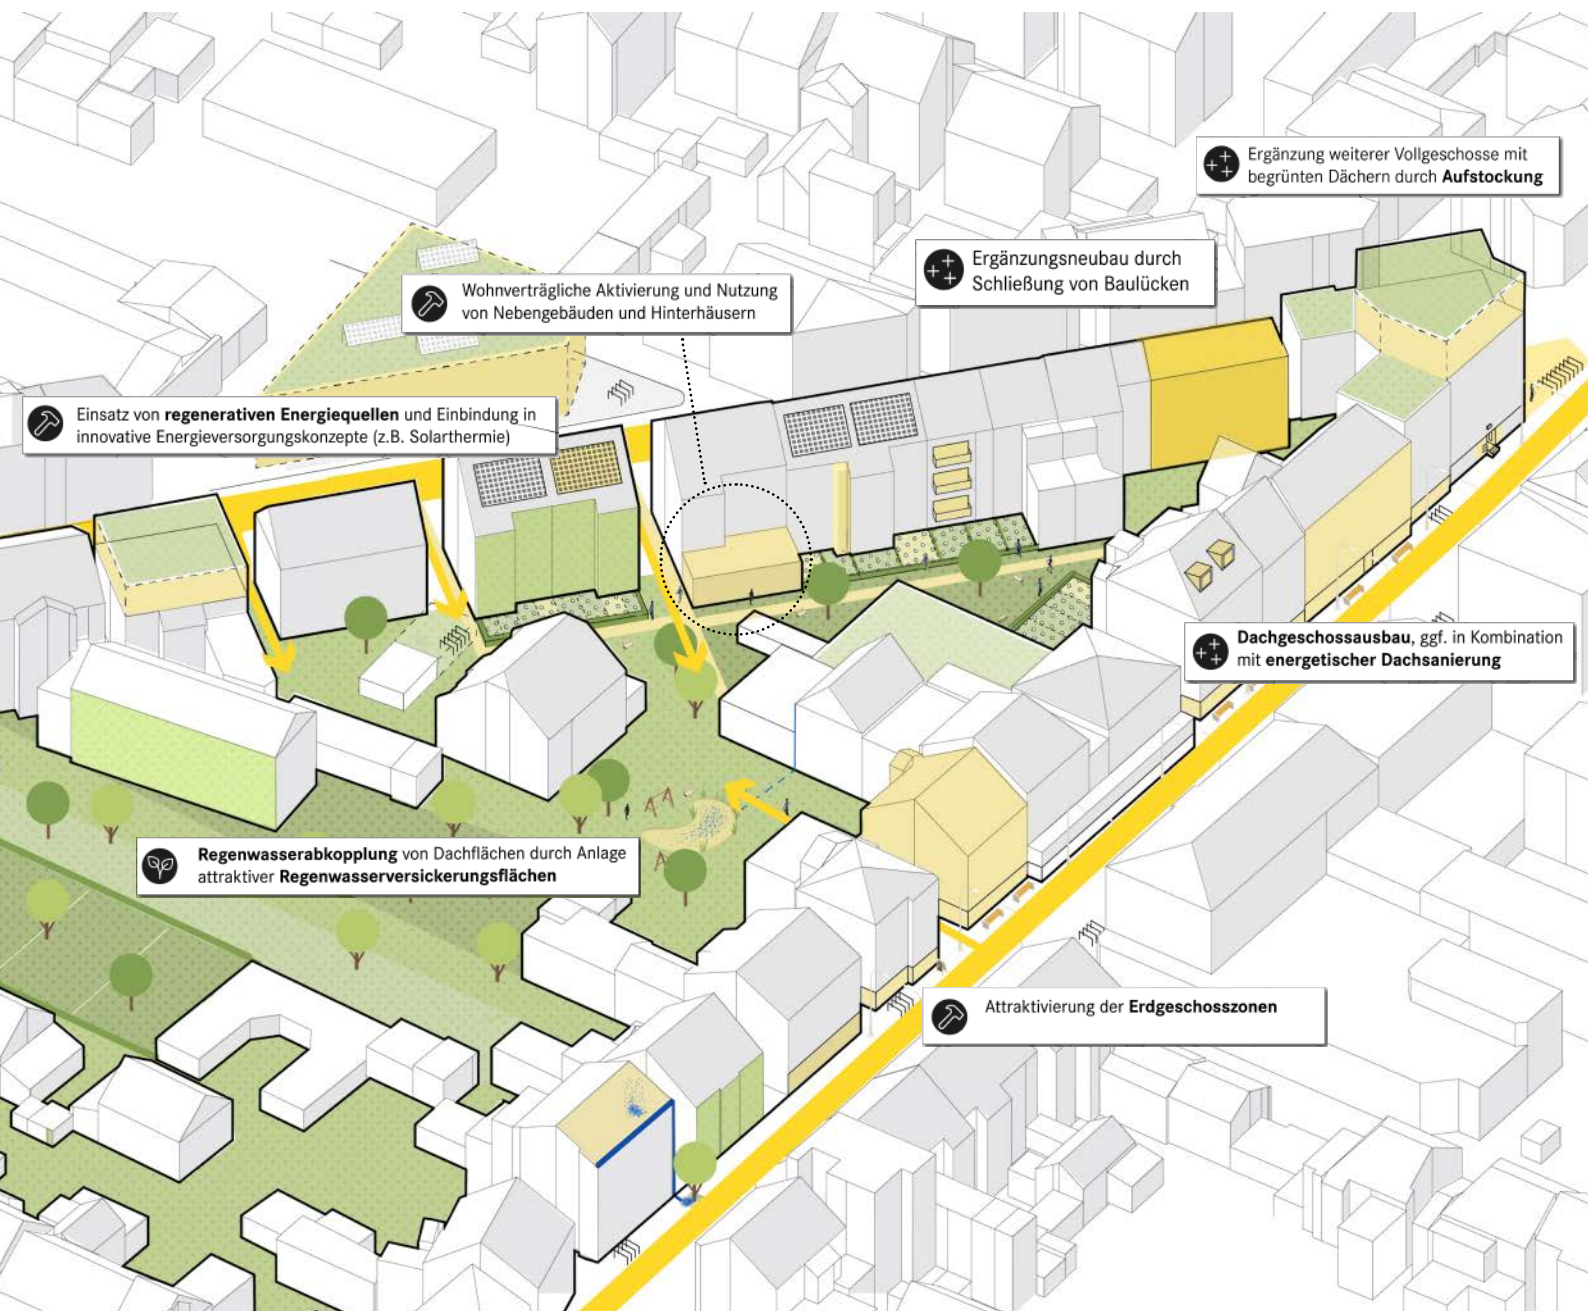 Ergänzung weiterer Vollgeschosse mit
begrünten Dächern durch Aufstockung
Ergänzungsneubau durch
Schließung von Baulücken
Wohnverträgliche Aktivierung und Nutzung
von Nebengebäuden und Hinterhäusern
Einsatz von regenerativen Energiequellen und Einbindung in
innovative Energieversorgungskonzepte (z.B. Solarthermie)
Dachgeschossausbau, ggf. in Kombination
mit energetischer Dachsanierung
Regenwasserabkopplung von Dachflächen durch Anlage
attraktiver Regenwasserversickerungsflächen
Attraktivierung der Erdgeschosszonen